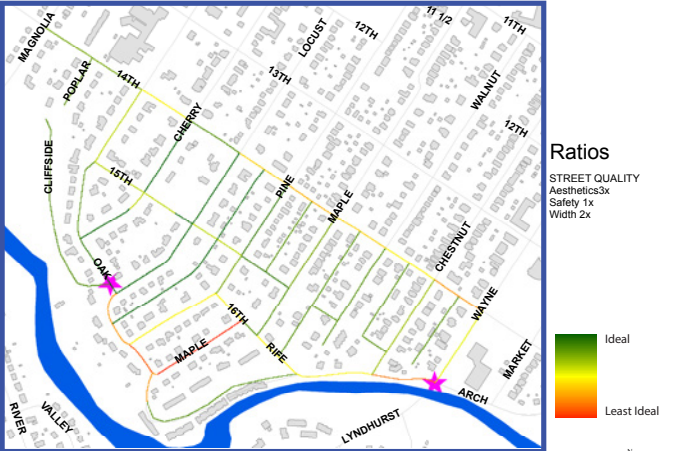 MAGNOLIA
POPLAR
14TH
LOCUST
12TH
11 1/2
11TH
13TH
WALNUT
CHERRY
12TH
CLIFFSIDE
15TH
PINE
MAPLE
CHESTNUT
OAK
WAYNE
16TH
MAPLE
RIFE
MARKET
ARCH
RIVER
VALLEY
LYNDHURST
Ratios
STREET QUALITY
Aesthetics3x
Safety 1x
Width 2x
Ideal
Least Ideal